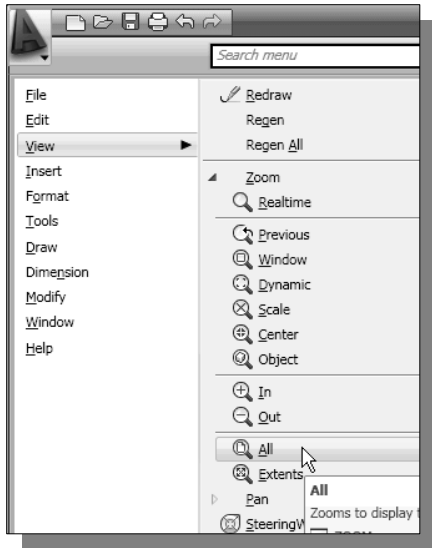 Search menu
File
Edit
View
Insert
Format
Tools
Draw
Dimension
Modify
Window
Help
Redraw
Regen
Regen All
Zoom
Realtime
Previous
Window
Dynamic
Scale
Center
Object
In
Out
All
Extents
Pan
All
Zooms to display